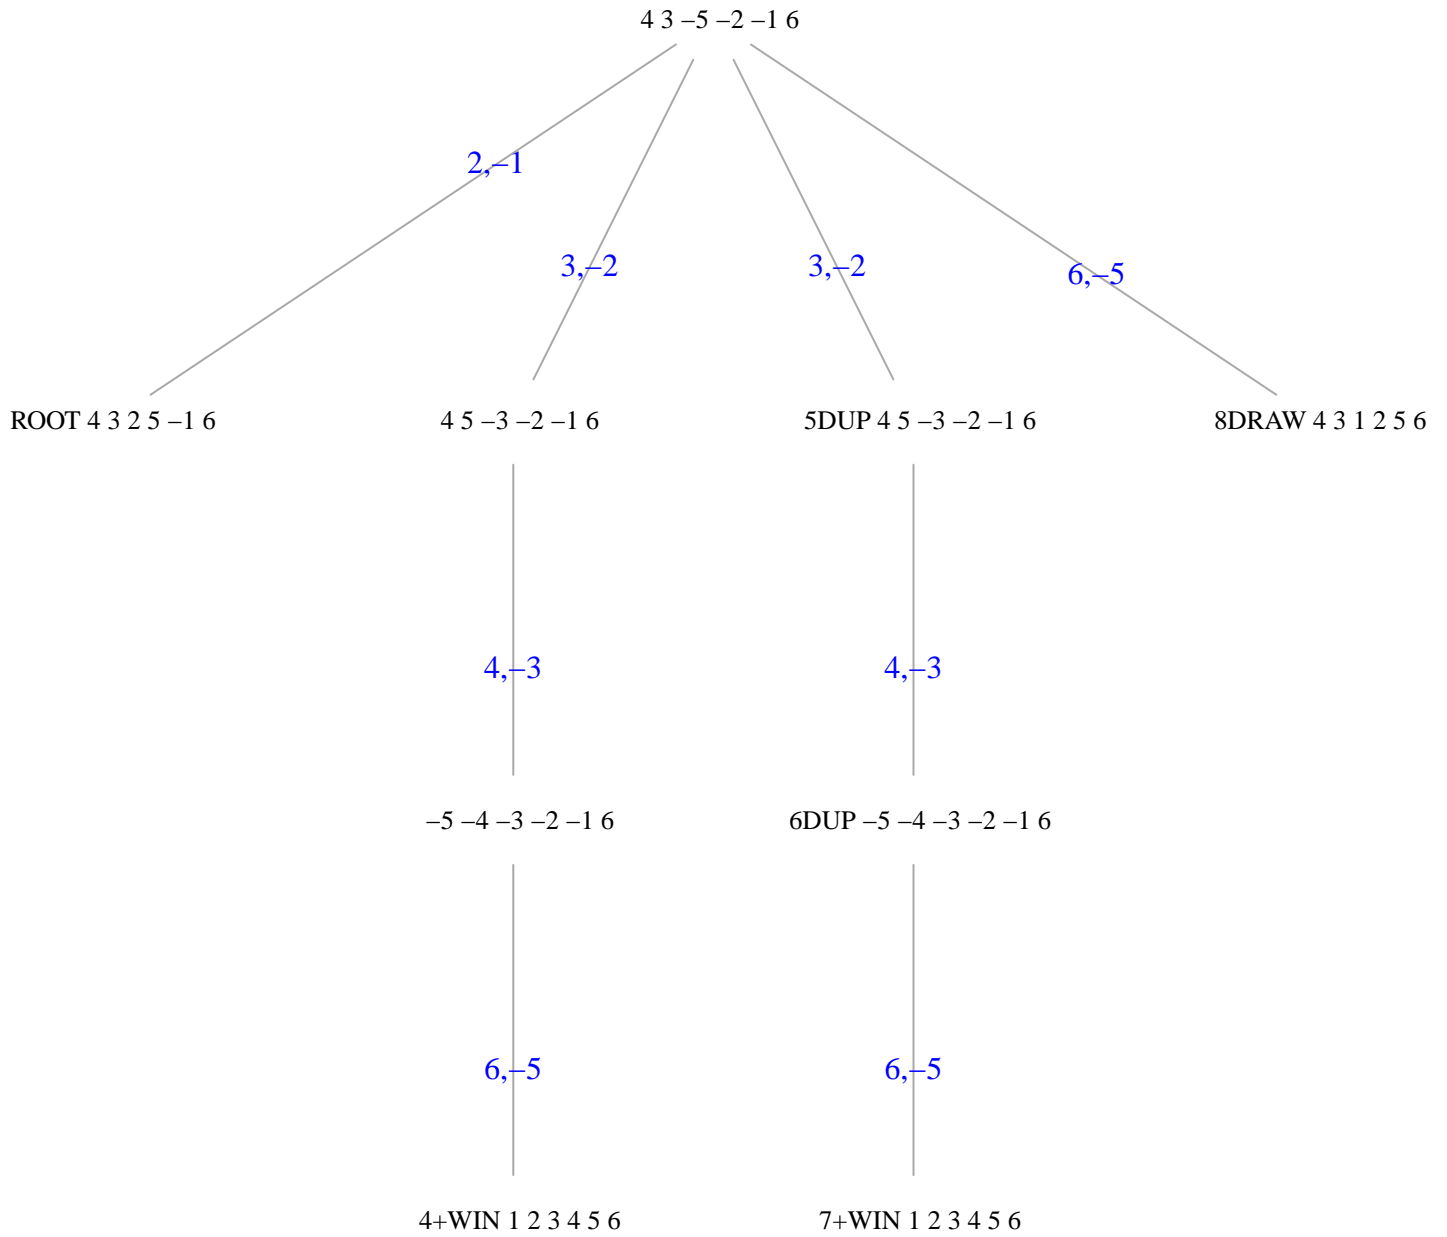 4 3 –5 –2 –1 6
2,–1
3,–2
3,–2
6,–5
ROOT 4 3 2 5 –1 6
4 5 –3 –2 –1 6
5DUP 4 5 –3 –2 –1 6
8DRAW 4 3 1 2 5 6
4,–3
4,–3
–5 –4 –3 –2 –1 6
6DUP –5 –4 –3 –2 –1 6
6,–5
6,–5
4+WIN 1 2 3 4 5 6
7+WIN 1 2 3 4 5 6